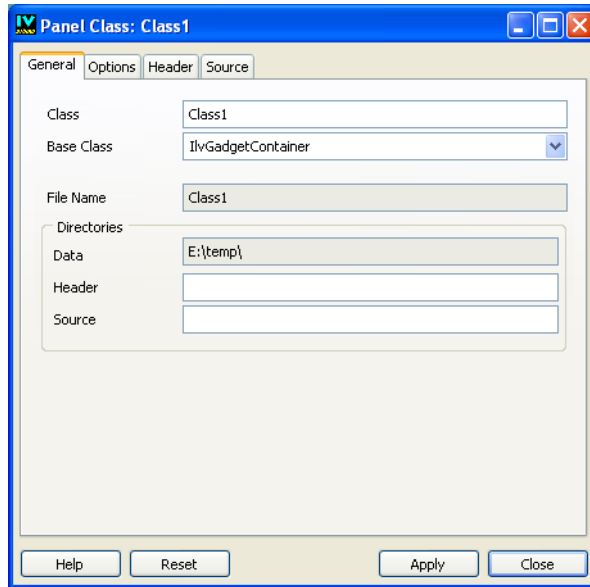 IV Panel Class: Class1
General Options Header Source
Class Class1
Base Class IlvGadgetContainer
File Name Class1
Directories
Data E:\temp\
Header
Source
Help Reset Apply Close